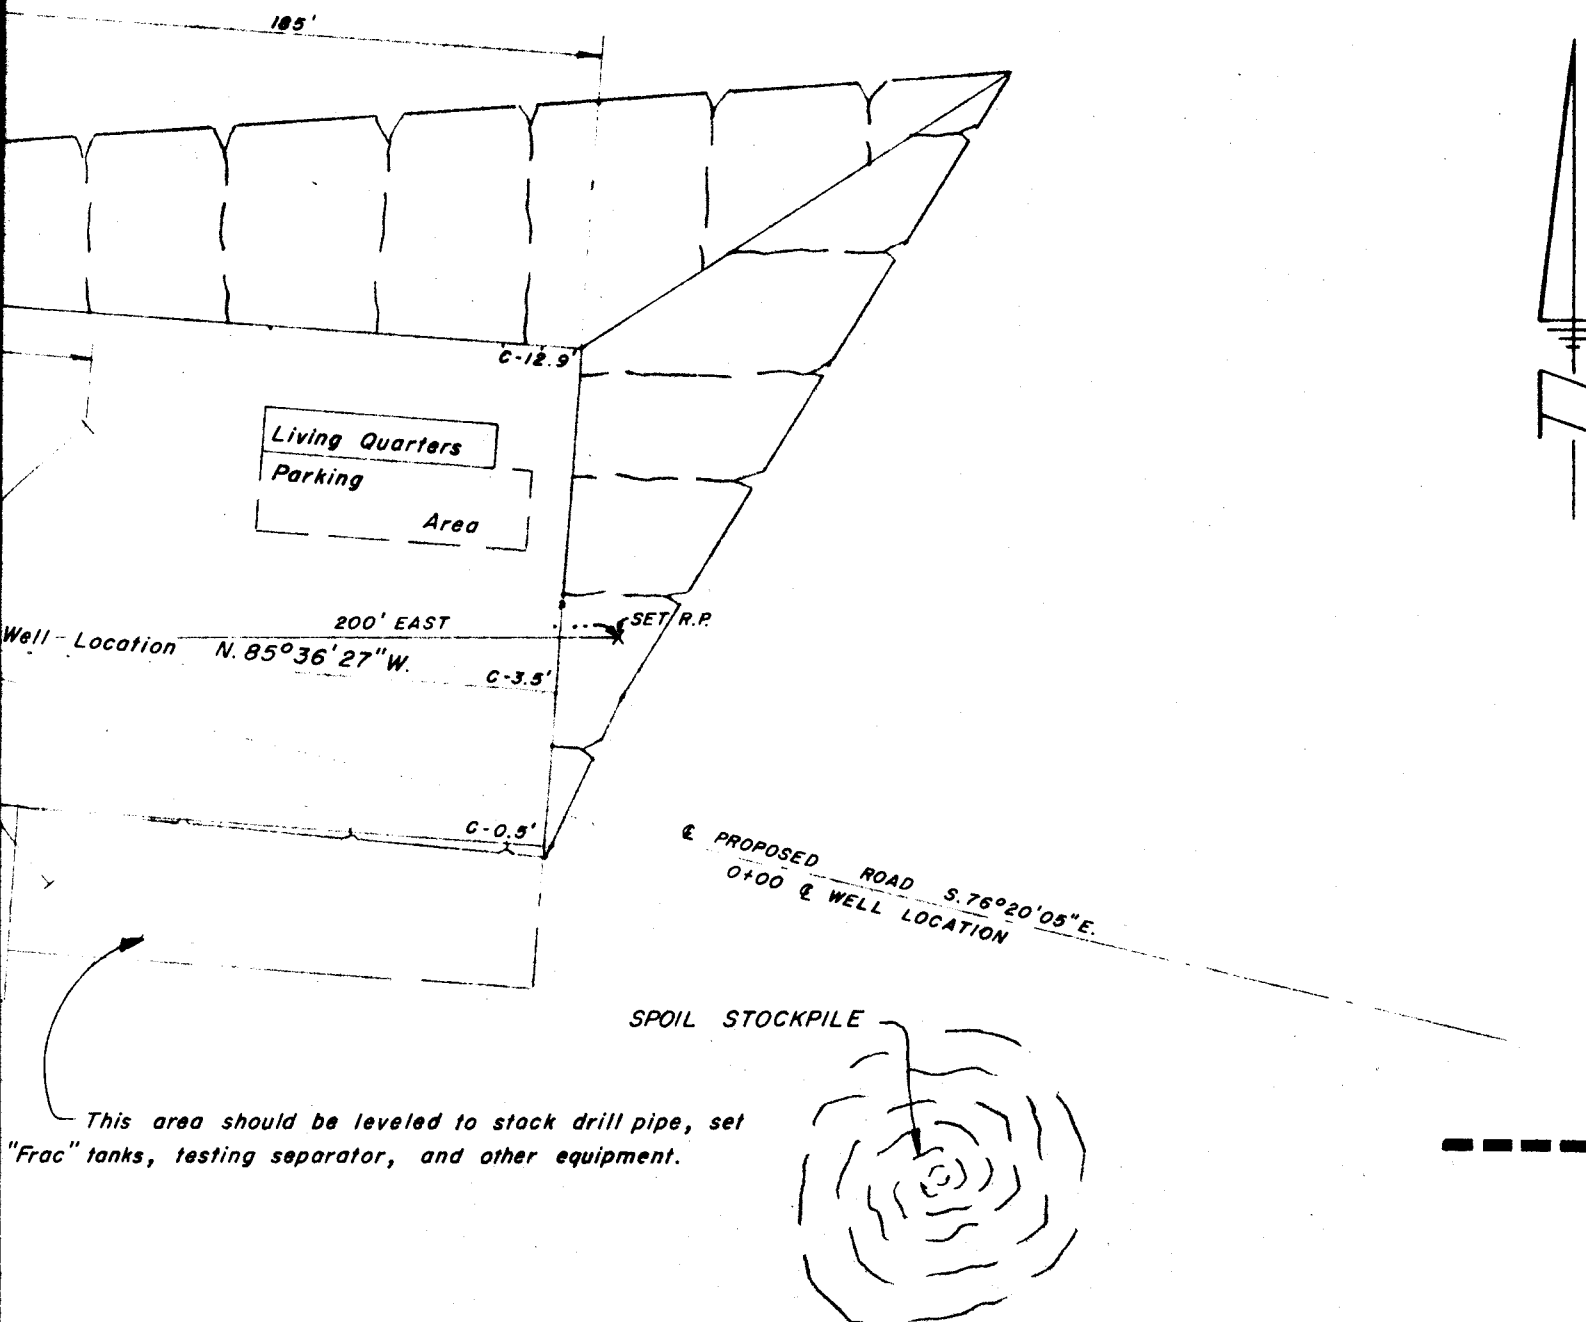 185'
C-12.9'
Living Quarters
Parking
Area
200' EAST
SET R.P.
Well Location N. 85°36'27"W.
C-3.5'
C-0.5'
℄ PROPOSED ROAD S. 76°20'05"E.
0+00 ℄ WELL LOCATION
SPOIL STOCKPILE
This area should be leveled to stack drill pipe, set
"Frac" tanks, testing separator, and other equipment.